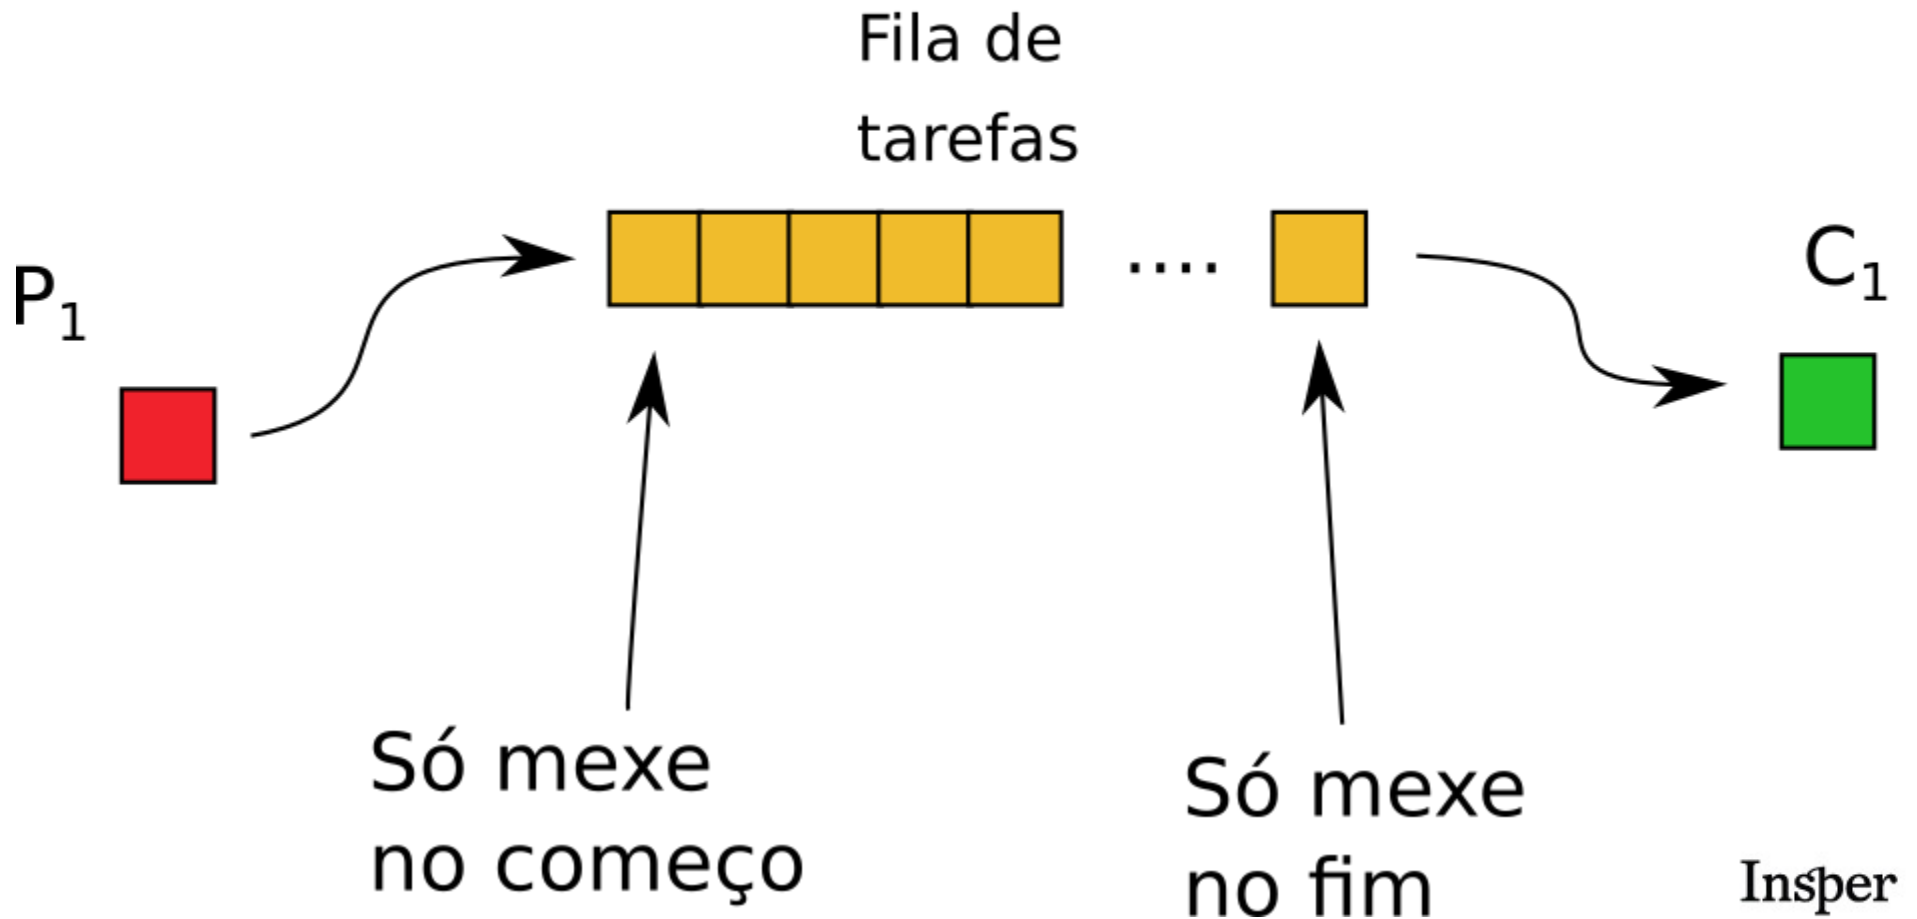 Fila de
tarefas
P1
C1
....
Só mexe
no começo
Só mexe
no fim
Insper